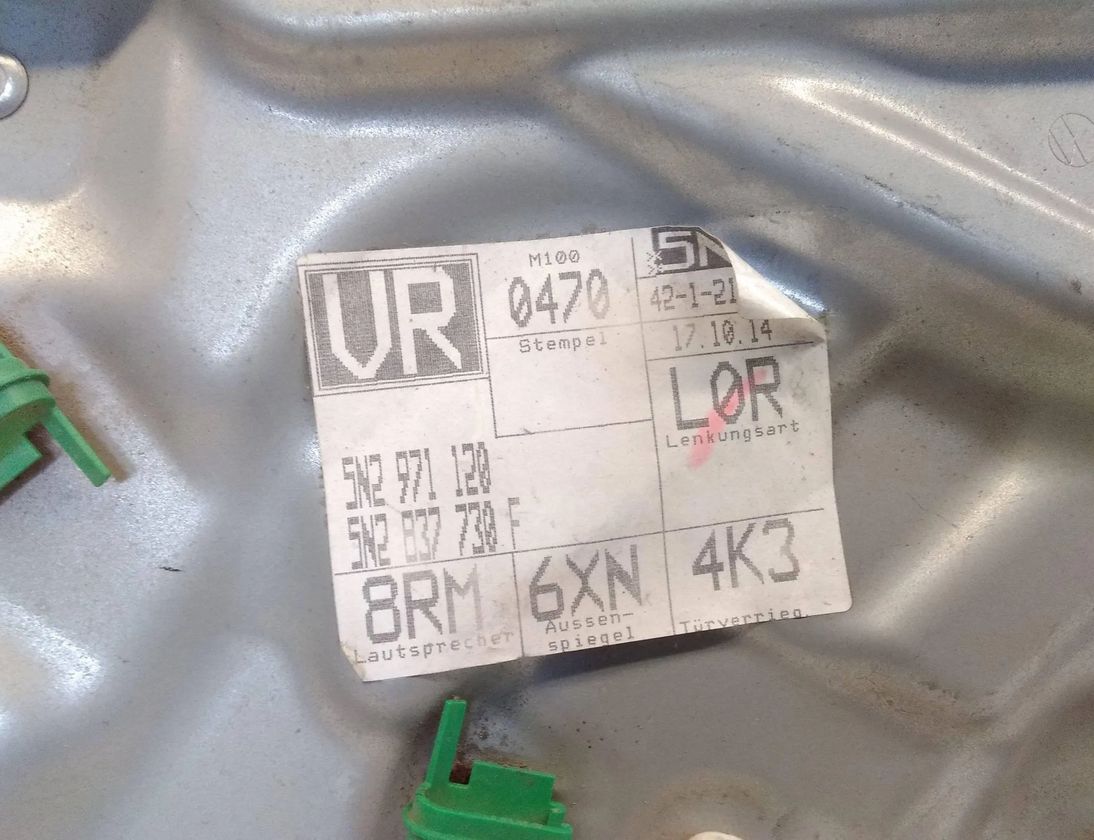 VR
M100
0470
Stempel
5N
42-1-21
17.10.14
L0R
Lenkungsart
5N2 971 120
5N2 837 730 F
8RM
Lautsprecher
6XN
Aussen-
spiegel
4K3
Türverrieg